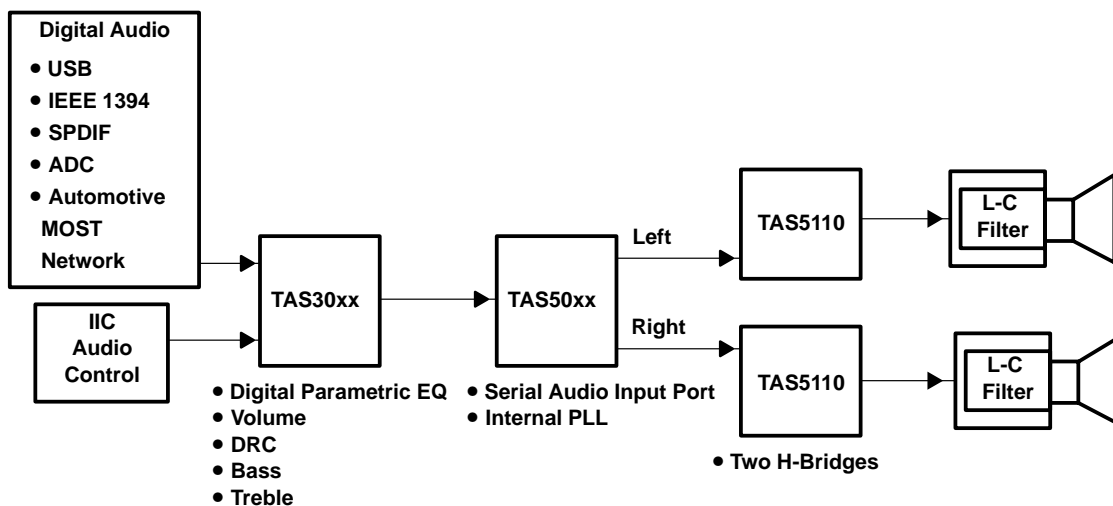 Digital Audio
• USB
• IEEE 1394
• SPDIF
• ADC
• Automotive
MOST
Network
IIC
Audio
Control
TAS30xx
• Digital Parametric EQ
• Volume
• DRC
• Bass
• Treble
TAS50xx
• Serial Audio Input Port
• Internal PLL
Left
Right
TAS5110
L-C
Filter
TAS5110
• Two H-Bridges
L-C
Filter